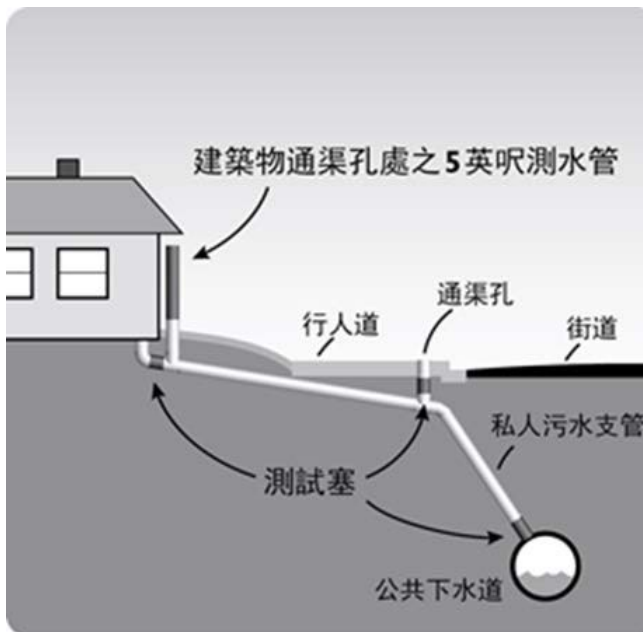 建築物通渠孔處之5英呎測水管
通渠孔
行人道
街道
私人污水支管
測試塞
公共下水道